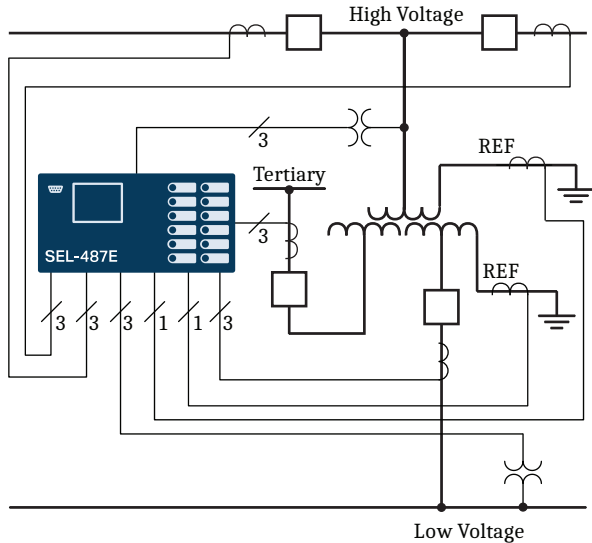 High Voltage
3
REF
Tertiary
3
SEL-487E
REF
3
3
3
1
1
3
Low Voltage